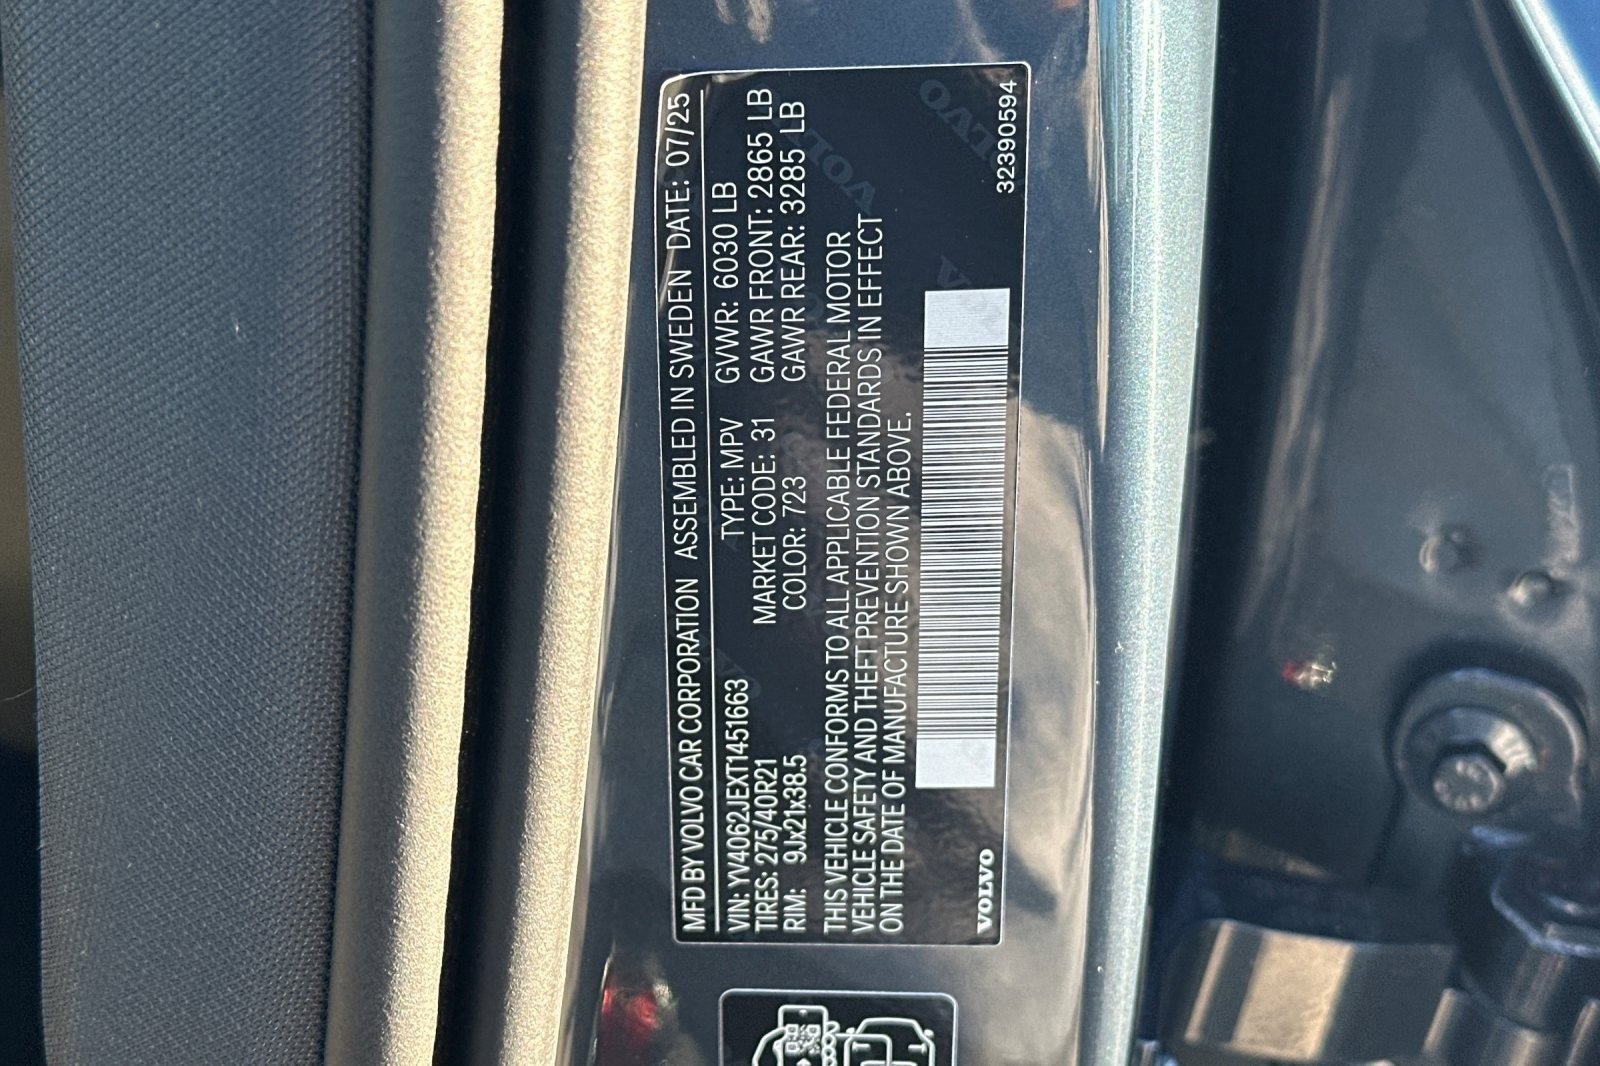 MFD BY VOLVO CAR CORPORATION ASSEMBLED IN SWEDEN DATE: 07/25
VIN: YV4062JEXT1451663 TYPE: MPV GVWR: 6030 LB
TIRES: 275/40R21 MARKET CODE: 31 GAWR FRONT: 2865 LB
RIM: 9Jx21x38.5 COLOR: 723 GAWR REAR: 3285 LB
THIS VEHICLE CONFORMS TO ALL APPLICABLE FEDERAL MOTOR
VEHICLE SAFETY AND THEFT PREVENTION STANDARDS IN EFFECT
ON THE DATE OF MANUFACTURE SHOWN ABOVE.
VOLVO 32390594